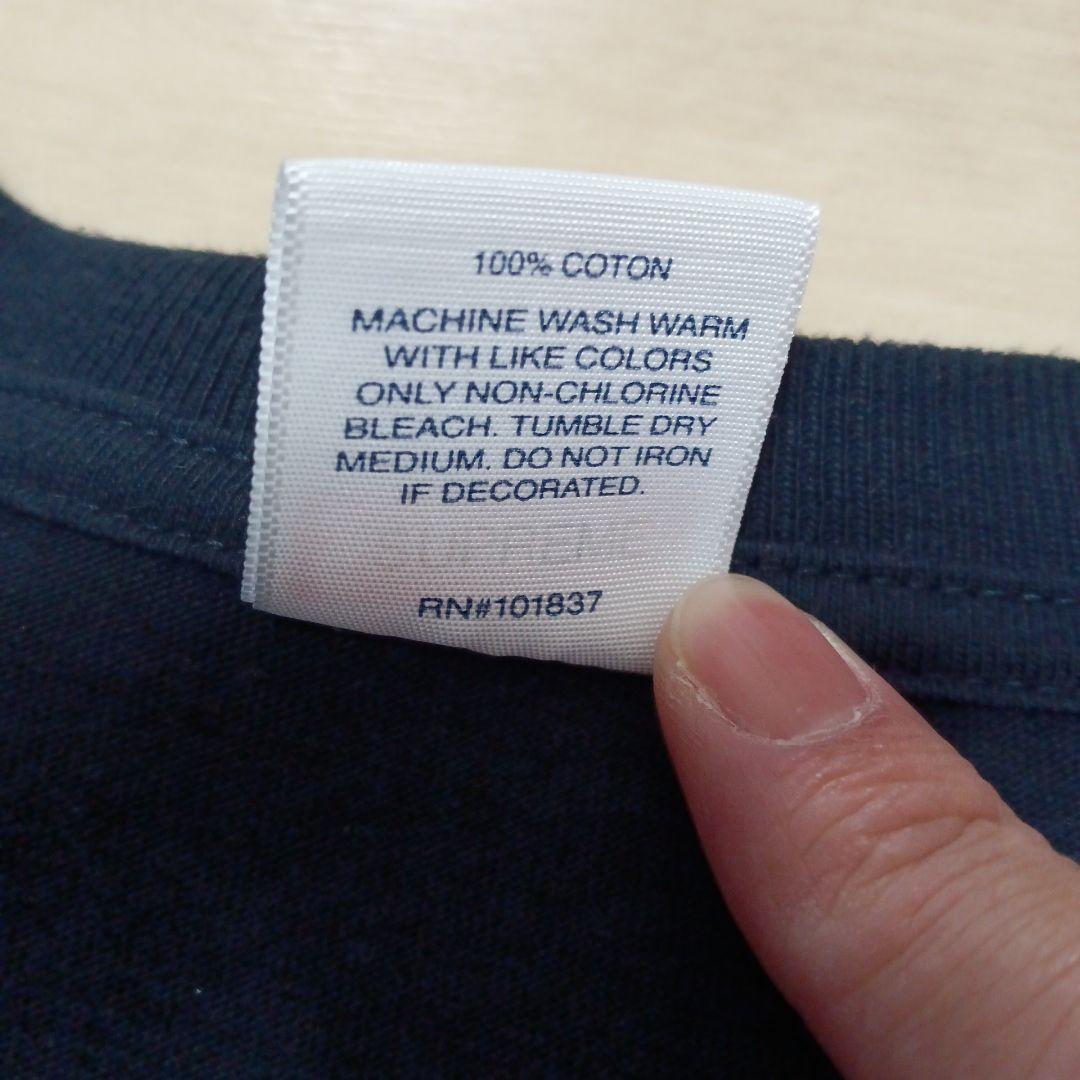 100% COTON
MACHINE WASH WARM
WITH LIKE COLORS
ONLY NON-CHLORINE
BLEACH. TUMBLE DRY
MEDIUM. DO NOT IRON
IF DECORATED.
RN#101837